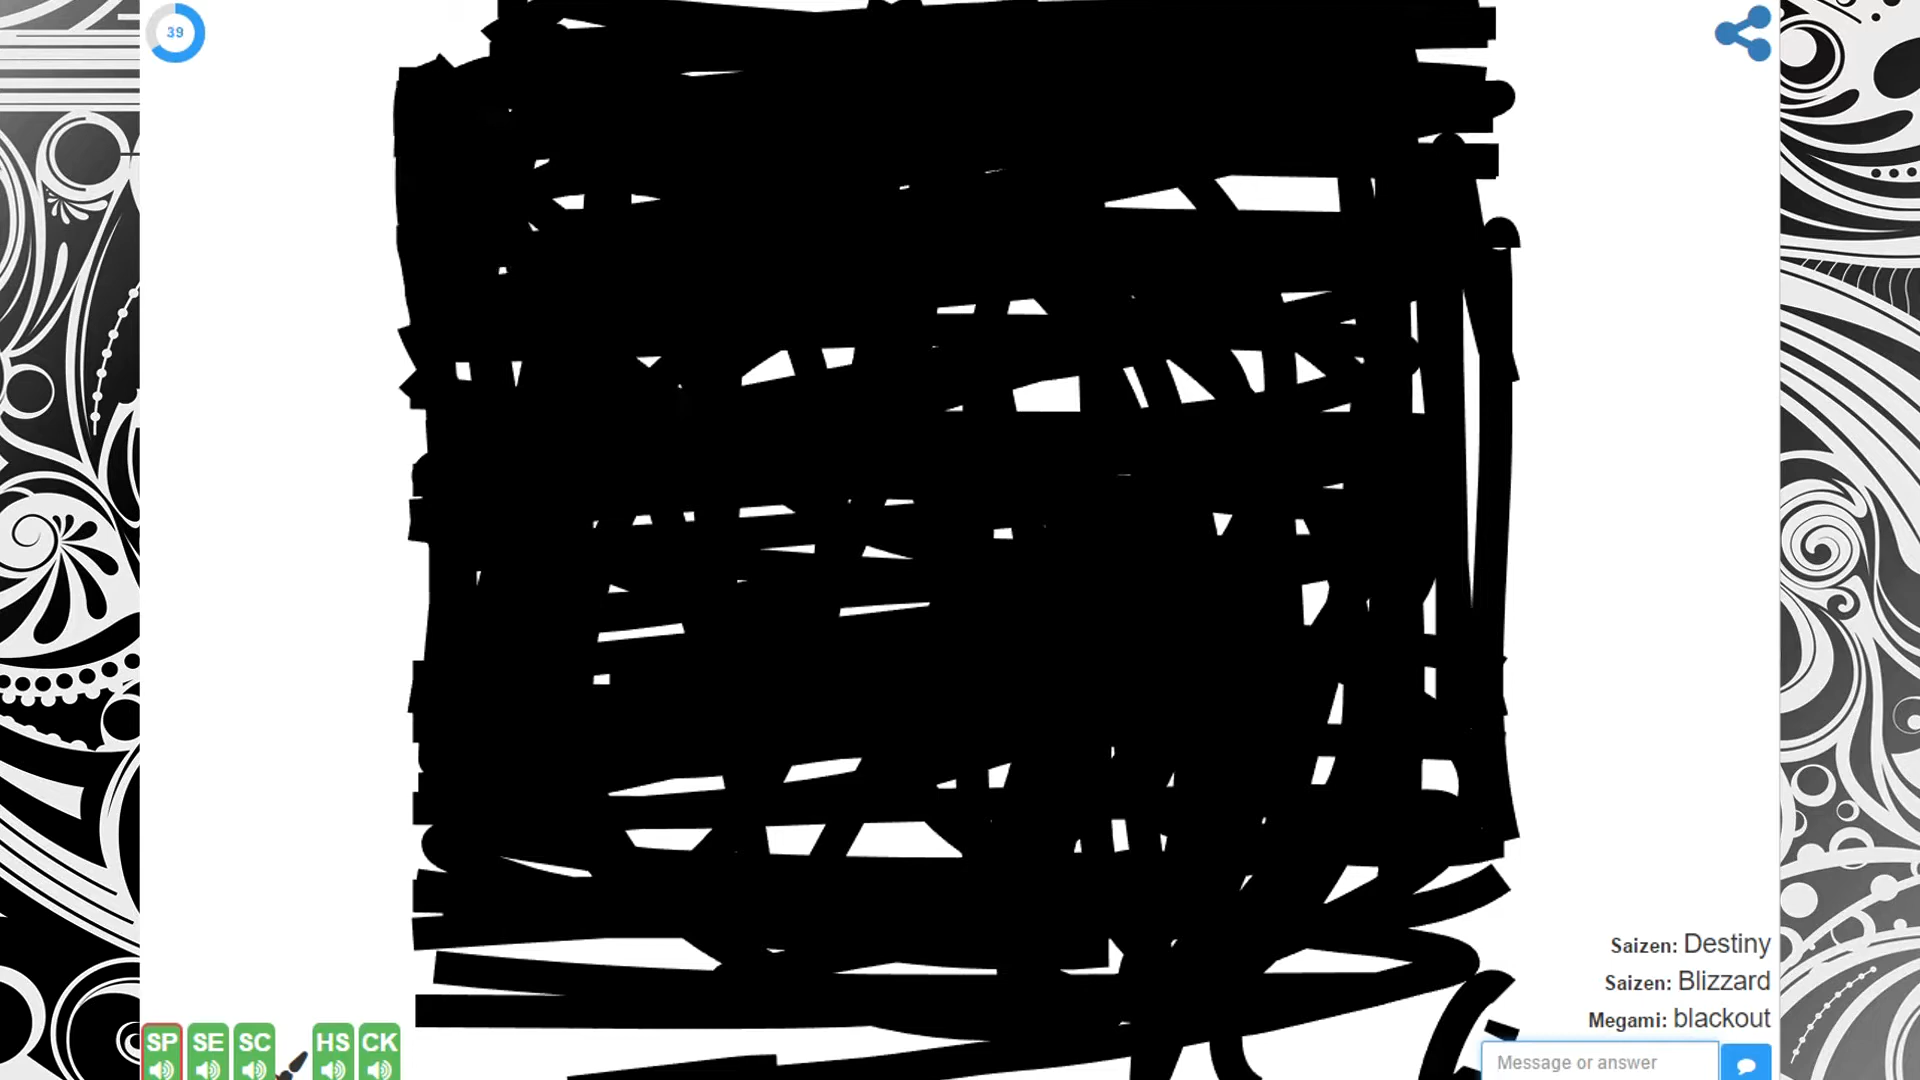 39
Saizen: Destiny
Saizen: Blizzard
Megami: blackout
SP SE SC HS CK
Message or answer